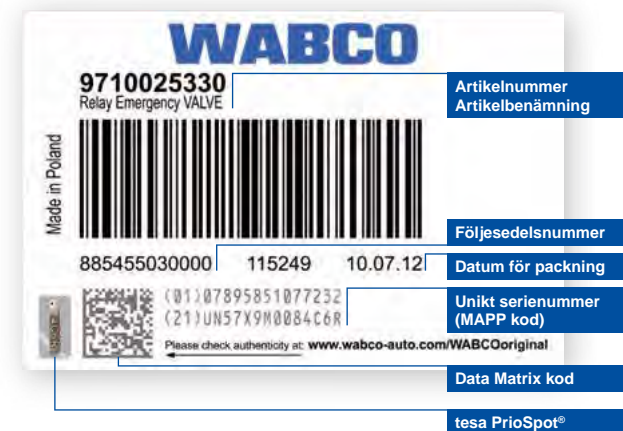 WABCO
9710025330
Relay Emergency VALVE
Artikelnummer
Artikelbenämning
Made in Poland
Följesedelsnummer
885455030000 115249 10.07.12
Datum för packning
(01)07895851077232
(21)UN57X9M0084C6R
Unikt serienummer
(MAPP kod)
Please check authenticity at: www.wabco-auto.com/WABCOoriginal
Data Matrix kod
tesa PrioSpot®